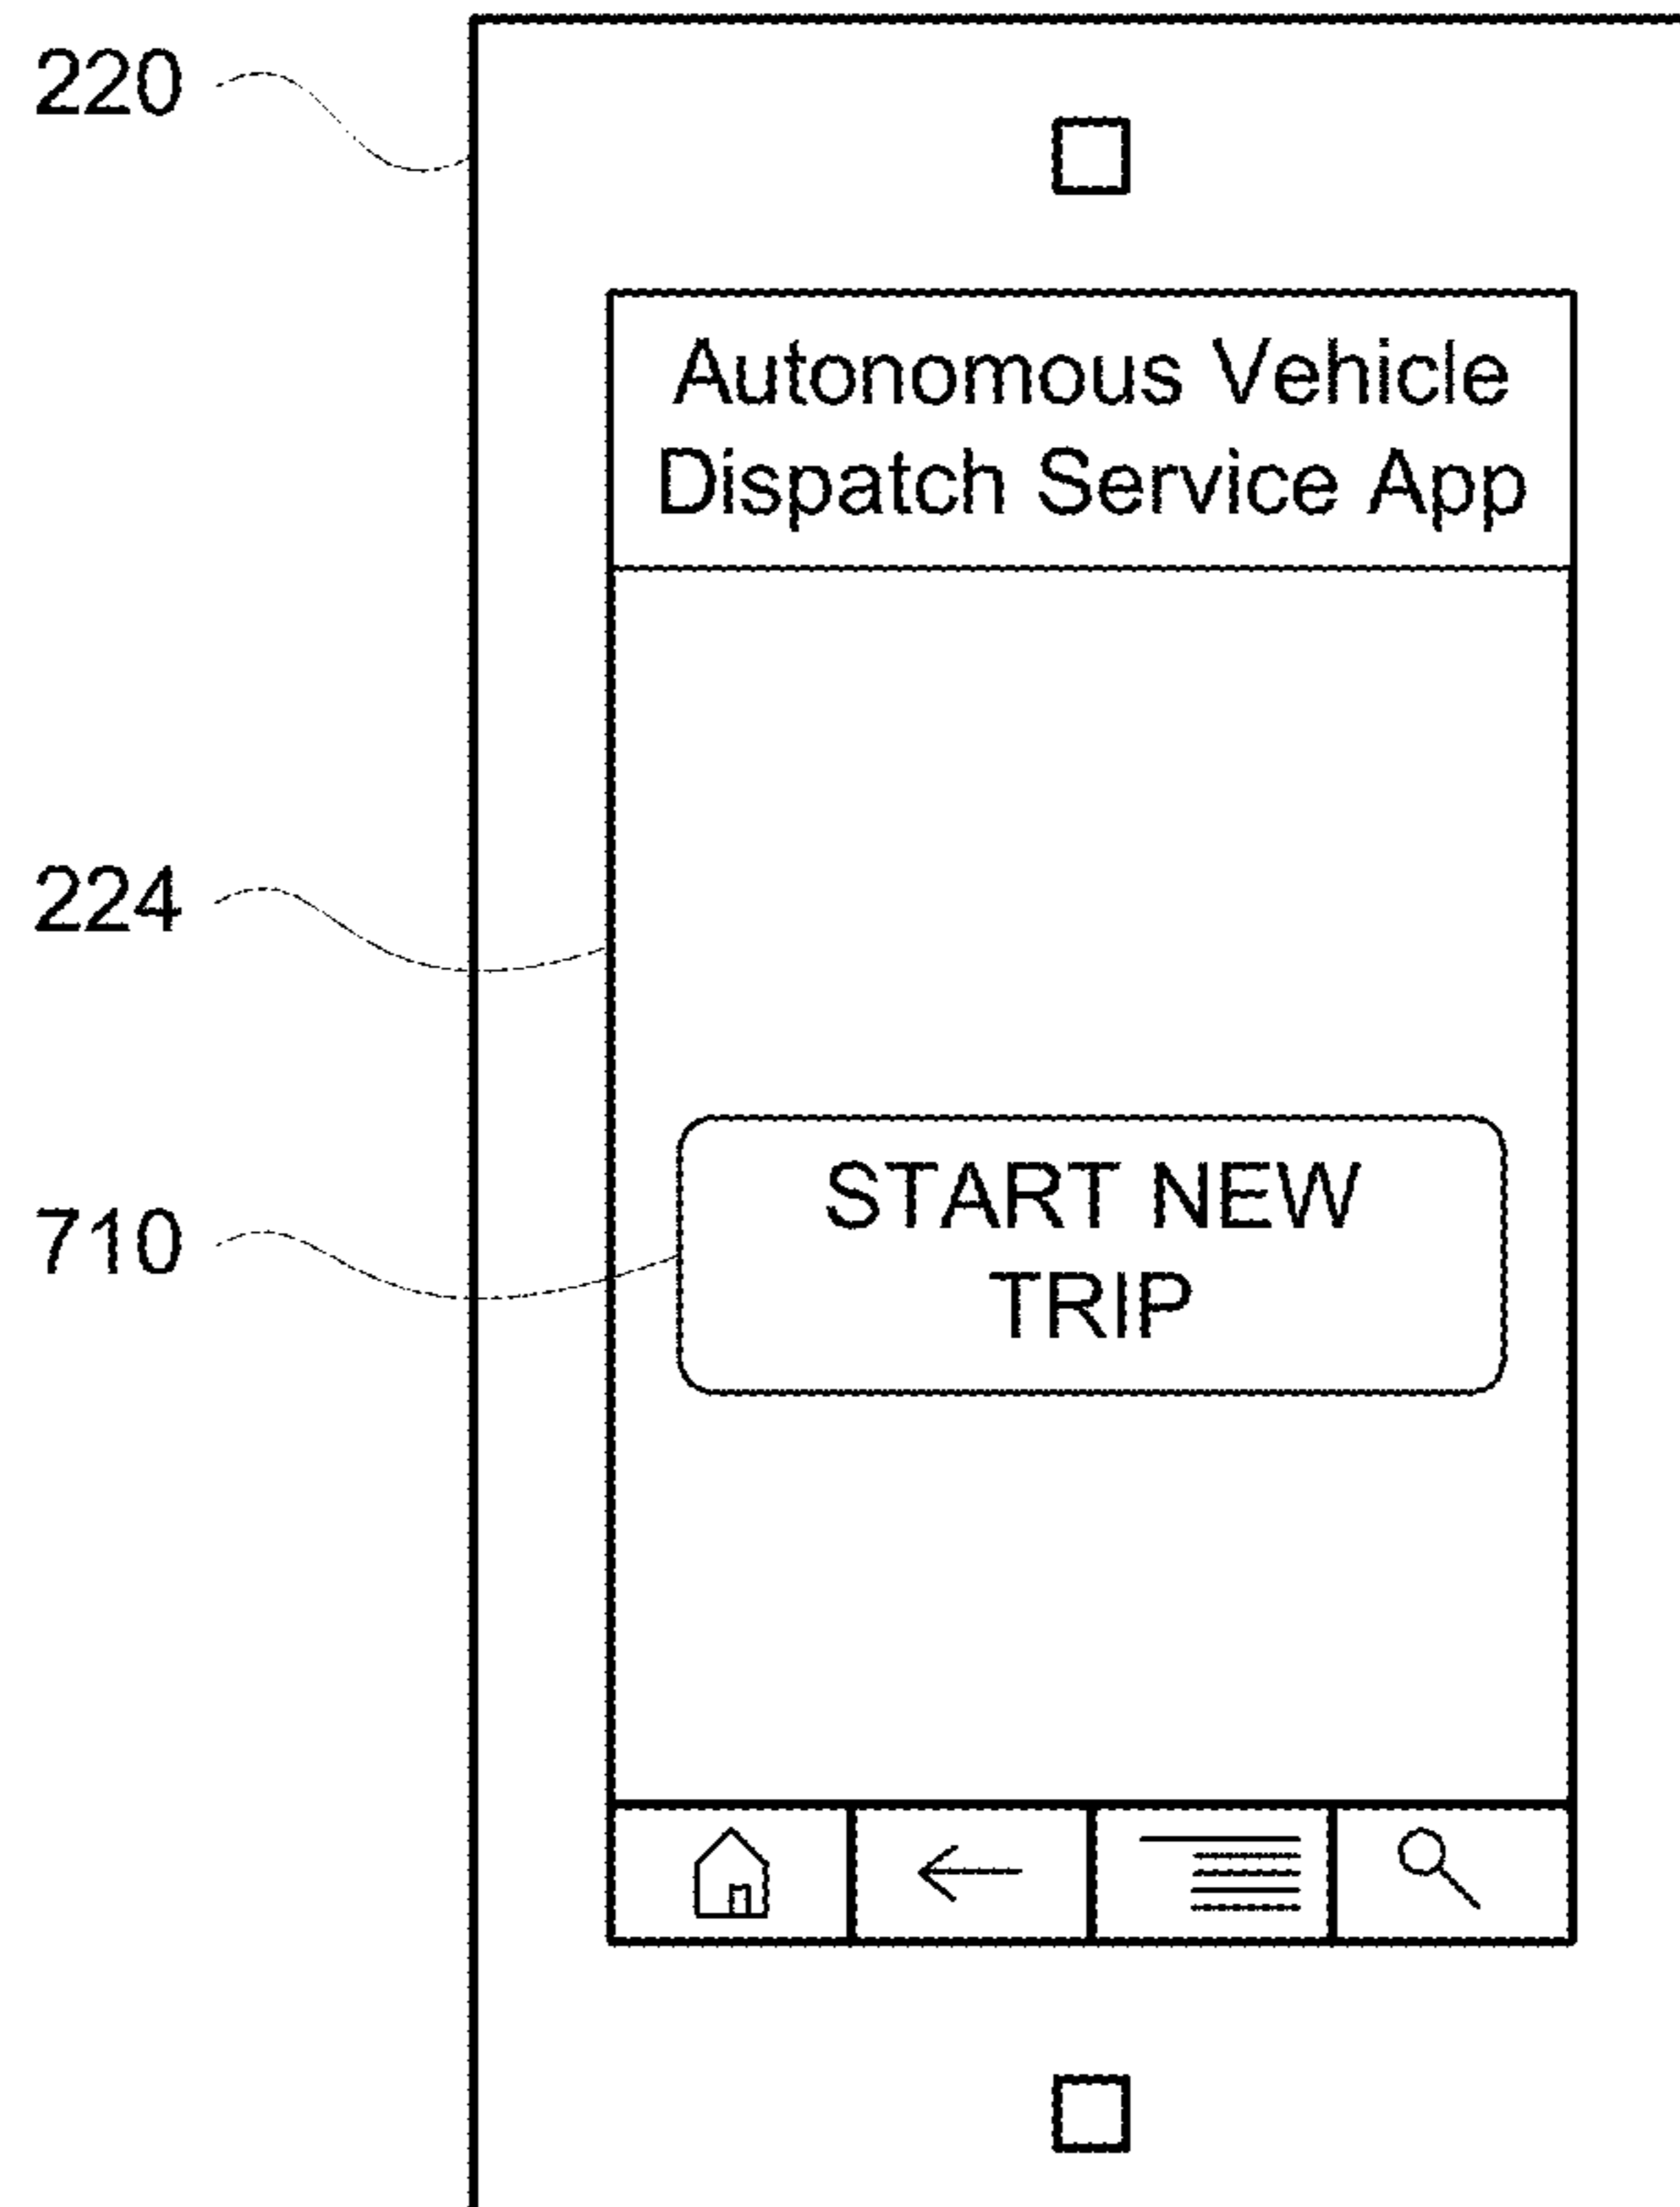 220
Autonomous Vehicle
Dispatch Service App
224
710
START NEW
TRIP